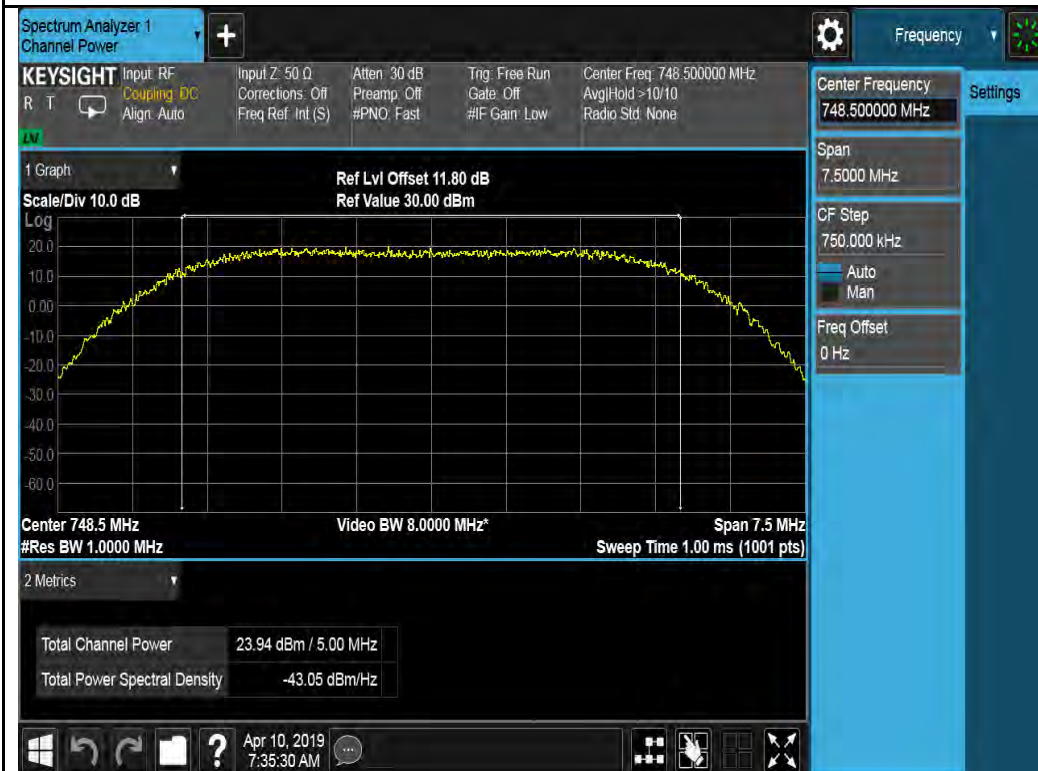 Spectrum Analyzer 1
Channel Power
+
Frequency
KEYSIGHT
R T
LNI
Input: RF
Coupling: DC
Align: Auto
Input Z: 50 Ω
Corrections: Off
Freq Ref: Int (S)
Atten: 30 dB
Preamp: Off
#PNO: Fast
Trig: Free Run
Gate: Off
#IF Gain: Low
Center Freq: 748.500000 MHz
Avg|Hold >10/10
Radio Std: None
Center Frequency
748.500000 MHz
Settings
Span
7.5000 MHz
CF Step
750.000 kHz
Auto
Man
Freq Offset
0 Hz
1 Graph
Scale/Div 10.0 dB
Ref Lvl Offset 11.80 dB
Ref Value 30.00 dBm
Log
20.0
10.0
0.00
-10.0
-20.0
-30.0
-40.0
-50.0
-60.0
Center 748.5 MHz
#Res BW 1.0000 MHz
Video BW 8.0000 MHz*
Span 7.5 MHz
Sweep Time 1.00 ms (1001 pts)
2 Metrics
Total Channel Power 23.94 dBm / 5.00 MHz
Total Power Spectral Density -43.05 dBm/Hz
?
Apr 10, 2019
7:35:30 AM